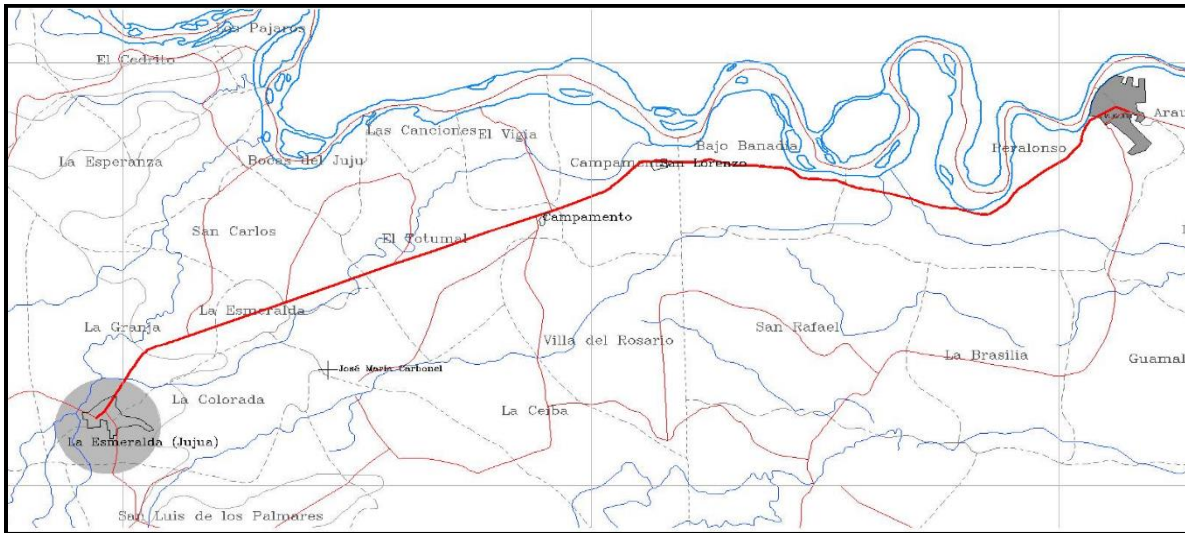 Los Pajaros
El Cedrito
Arau
Las Canciones
El Vigia
Bajo Banadia
Peralonso
La Esperanza
Bocas del Juju
Campamento
San Lorenzo
Campamento
San Carlos
El Totumal
La Esmeralda
La Granja
San Rafael
Villa del Rosario
La Brasilia
Guamal
José María Carbonel
La Colorada
La Ceiba
La Esmeralda (Jujua)
San Luis de los Palmares